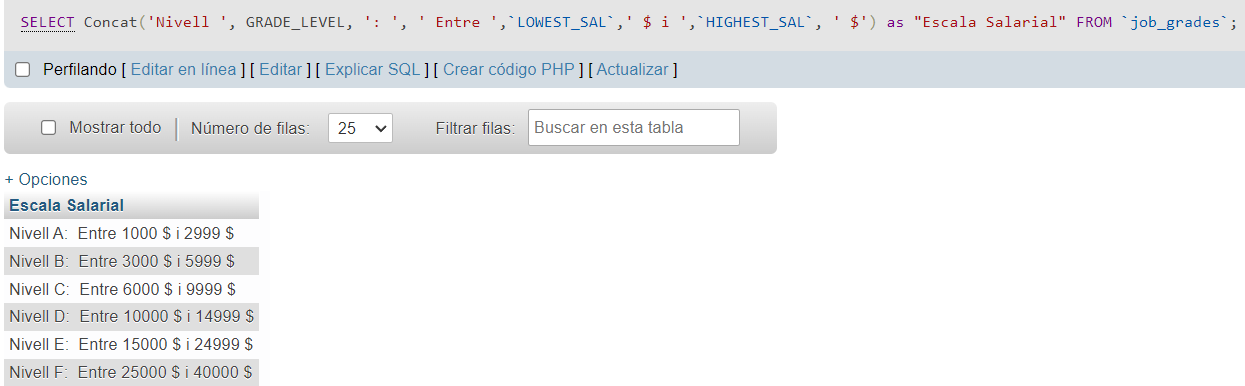 SELECT Concat('Nivell ', GRADE_LEVEL, ': ', ' Entre ',`LOWEST_SAL`,' $ i ',`HIGHEST_SAL`, ' $') as "Escala Salarial" FROM `job_grades`;
Perfilando [ Editar en línea ] [ Editar ] [ Explicar SQL ] [ Crear código PHP ] [ Actualizar ]
Mostrar todo Número de filas: 25 Filtrar filas: Buscar en esta tabla
+ Opciones
Escala Salarial
Nivell A:  Entre 1000 $ i 2999 $
Nivell B:  Entre 3000 $ i 5999 $
Nivell C:  Entre 6000 $ i 9999 $
Nivell D:  Entre 10000 $ i 14999 $
Nivell E:  Entre 15000 $ i 24999 $
Nivell F:  Entre 25000 $ i 40000 $